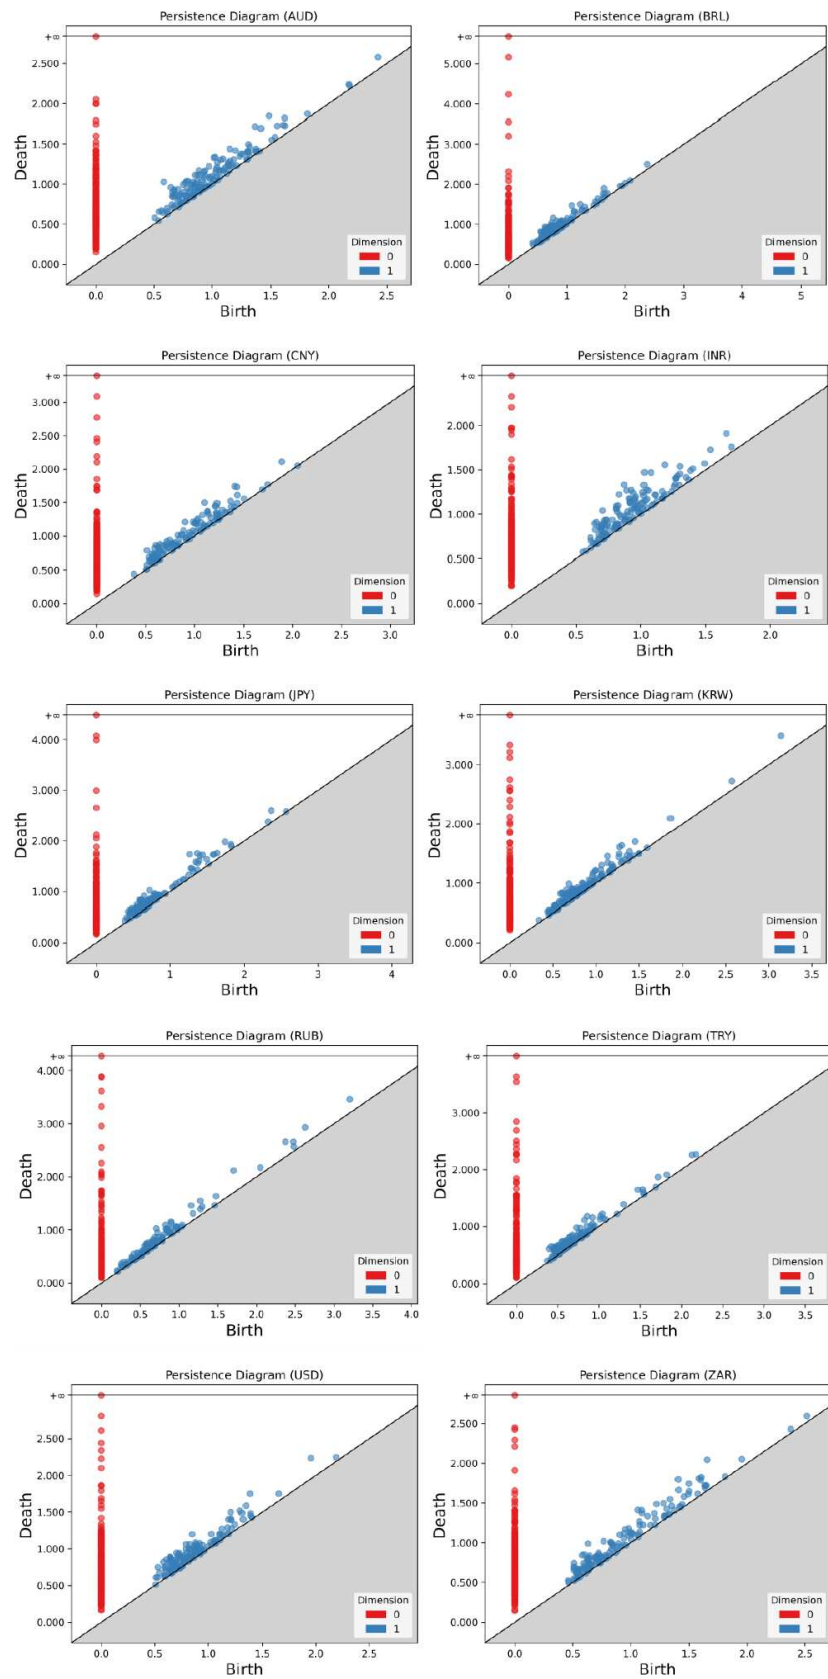 Persistence Diagram (AUD)
+∞
2.500
2.000
1.500
1.000
0.500
0.000
Death
Dimension
0
1
0.0 0.5 1.0 1.5 2.0 2.5
Birth
Persistence Diagram (BRL)
+∞
5.000
4.000
3.000
2.000
1.000
0.000
Death
Dimension
0
1
0 1 2 3 4 5
Birth
Persistence Diagram (CNY)
+∞
3.000
2.500
2.000
1.500
1.000
0.500
0.000
Death
Dimension
0
1
0.0 0.5 1.0 1.5 2.0 2.5 3.0
Birth
Persistence Diagram (INR)
+∞
2.000
1.500
1.000
0.500
0.000
Death
Dimension
0
1
0.0 0.5 1.0 1.5 2.0
Birth
Persistence Diagram (JPY)
+∞
4.000
3.000
2.000
1.000
0.000
Death
Dimension
0
1
0 1 2 3 4
Birth
Persistence Diagram (KRW)
+∞
3.000
2.000
1.000
0.000
Death
Dimension
0
1
0.0 0.5 1.0 1.5 2.0 2.5 3.0 3.5
Birth
Persistence Diagram (RUB)
+∞
4.000
3.000
2.000
1.000
0.000
Death
Dimension
0
1
0.0 0.5 1.0 1.5 2.0 2.5 3.0 3.5 4.0
Birth
Persistence Diagram (TRY)
+∞
3.000
2.000
1.000
0.000
Death
Dimension
0
1
0.0 0.5 1.0 1.5 2.0 2.5 3.0 3.5
Birth
Persistence Diagram (USD)
+∞
2.500
2.000
1.500
1.000
0.500
0.000
Death
Dimension
0
1
0.0 0.5 1.0 1.5 2.0 2.5
Birth
Persistence Diagram (ZAR)
+∞
2.500
2.000
1.500
1.000
0.500
0.000
Death
Dimension
0
1
0.0 0.5 1.0 1.5 2.0 2.5
Birth